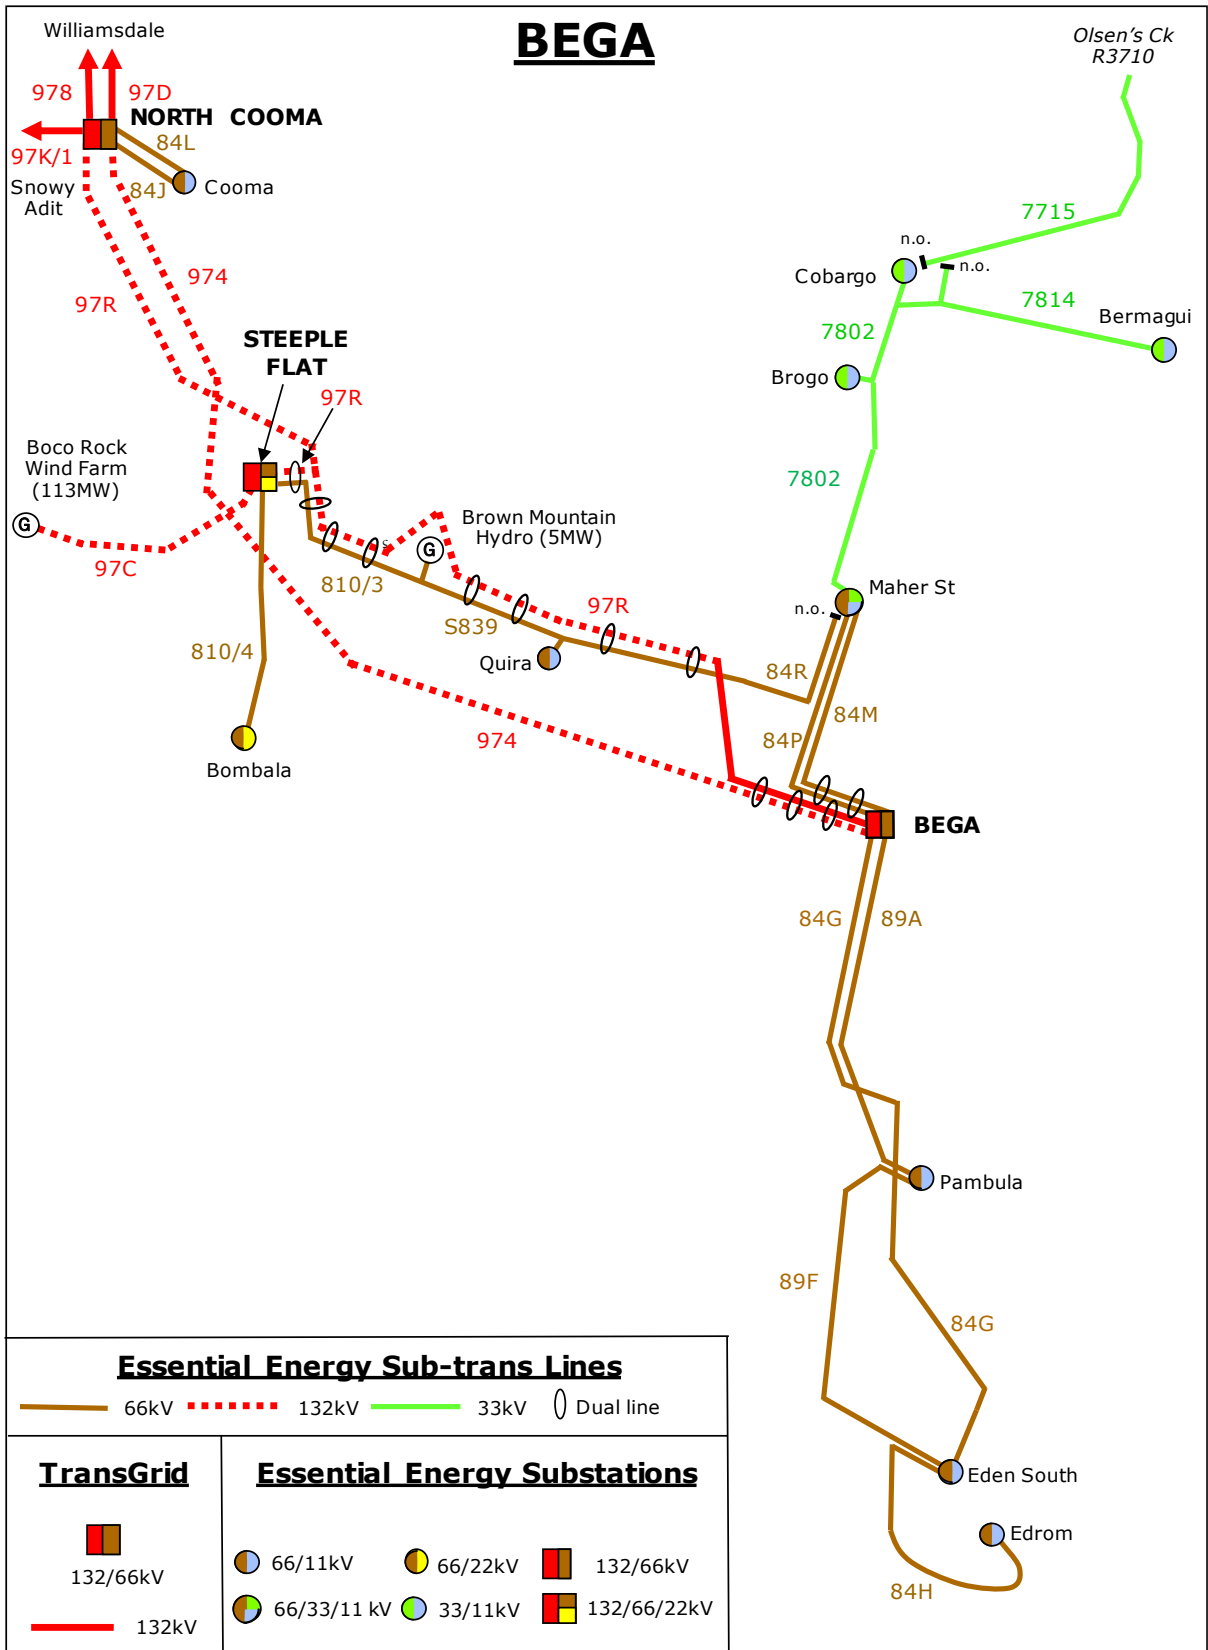 BEGA
Williamsdale
Olsen's Ck
R3710
978
97D
NORTH COOMA
84L
97K/1
84J
Cooma
Snowy
Adit
7715
n.o.
n.o.
Cobargo
974
97R
7814
Bermagui
7802
STEEPLE
FLAT
Brogo
97R
Boco Rock
Wind Farm
(113MW)
7802
G
Brown Mountain
Hydro (5MW)
S
G
97C
810/3
Maher St
n.o.
97R
S839
810/4
Quira
84R
84M
84P
974
Bombala
BEGA
84G
89A
Pambula
89F
84G
Essential Energy Sub-trans Lines
66kV
132kV
33kV
Dual line
TransGrid
Essential Energy Substations
Eden South
Edrom
66/11kV
66/22kV
132/66kV
132/66kV
84H
66/33/11 kV
33/11kV
132/66/22kV
132kV